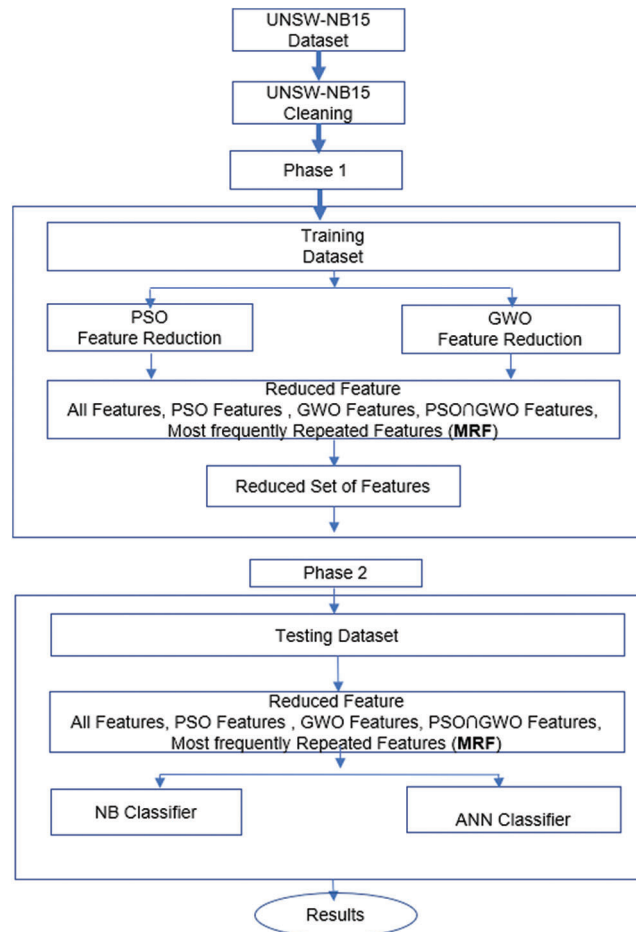 UNSW-NB15
Dataset
UNSW-NB15
Cleaning
Phase 1
Training
Dataset
PSO
Feature Reduction
GWO
Feature Reduction
Reduced Feature
All Features, PSO Features , GWO Features, PSO∩GWO Features,
Most frequently Repeated Features (MRF)
Reduced Set of Features
Phase 2
Testing Dataset
Reduced Feature
All Features, PSO Features , GWO Features, PSO∩GWO Features,
Most frequently Repeated Features (MRF)
NB Classifier
ANN Classifier
Results